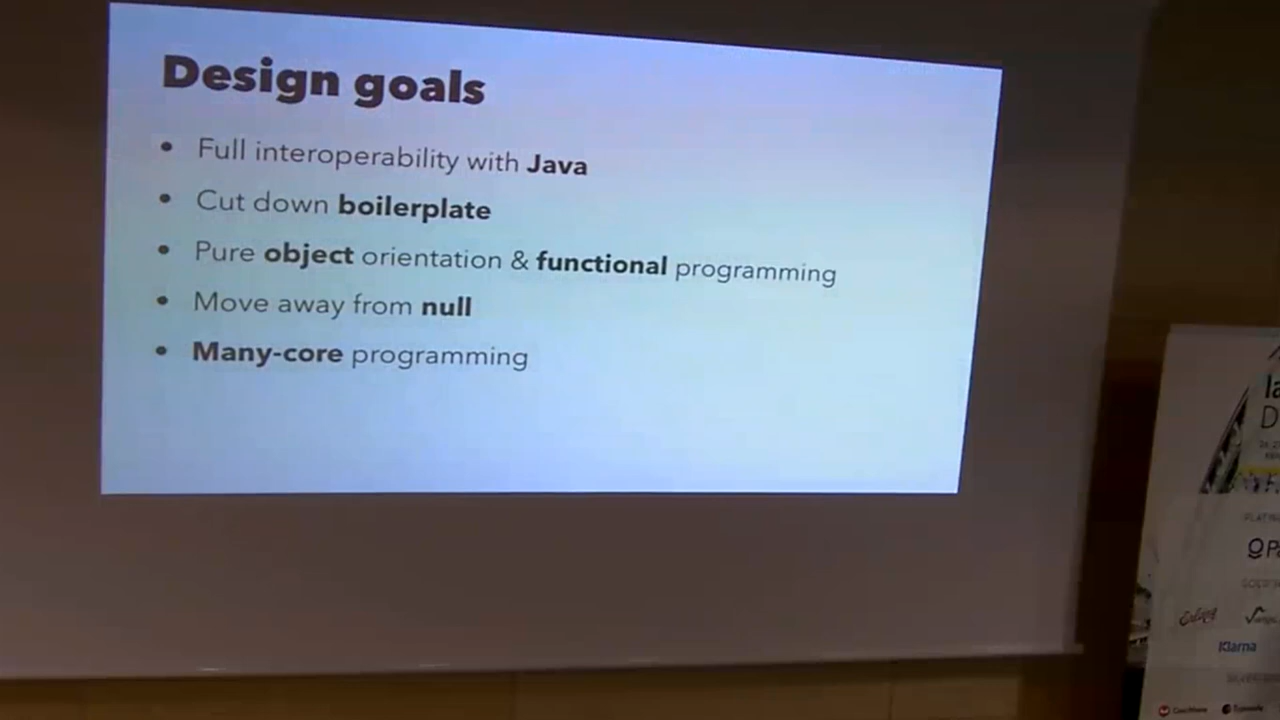 Design goals
• Full interoperability with Java
• Cut down boilerplate
• Pure object orientation & functional programming
• Move away from null
• Many-core programming
Klarna